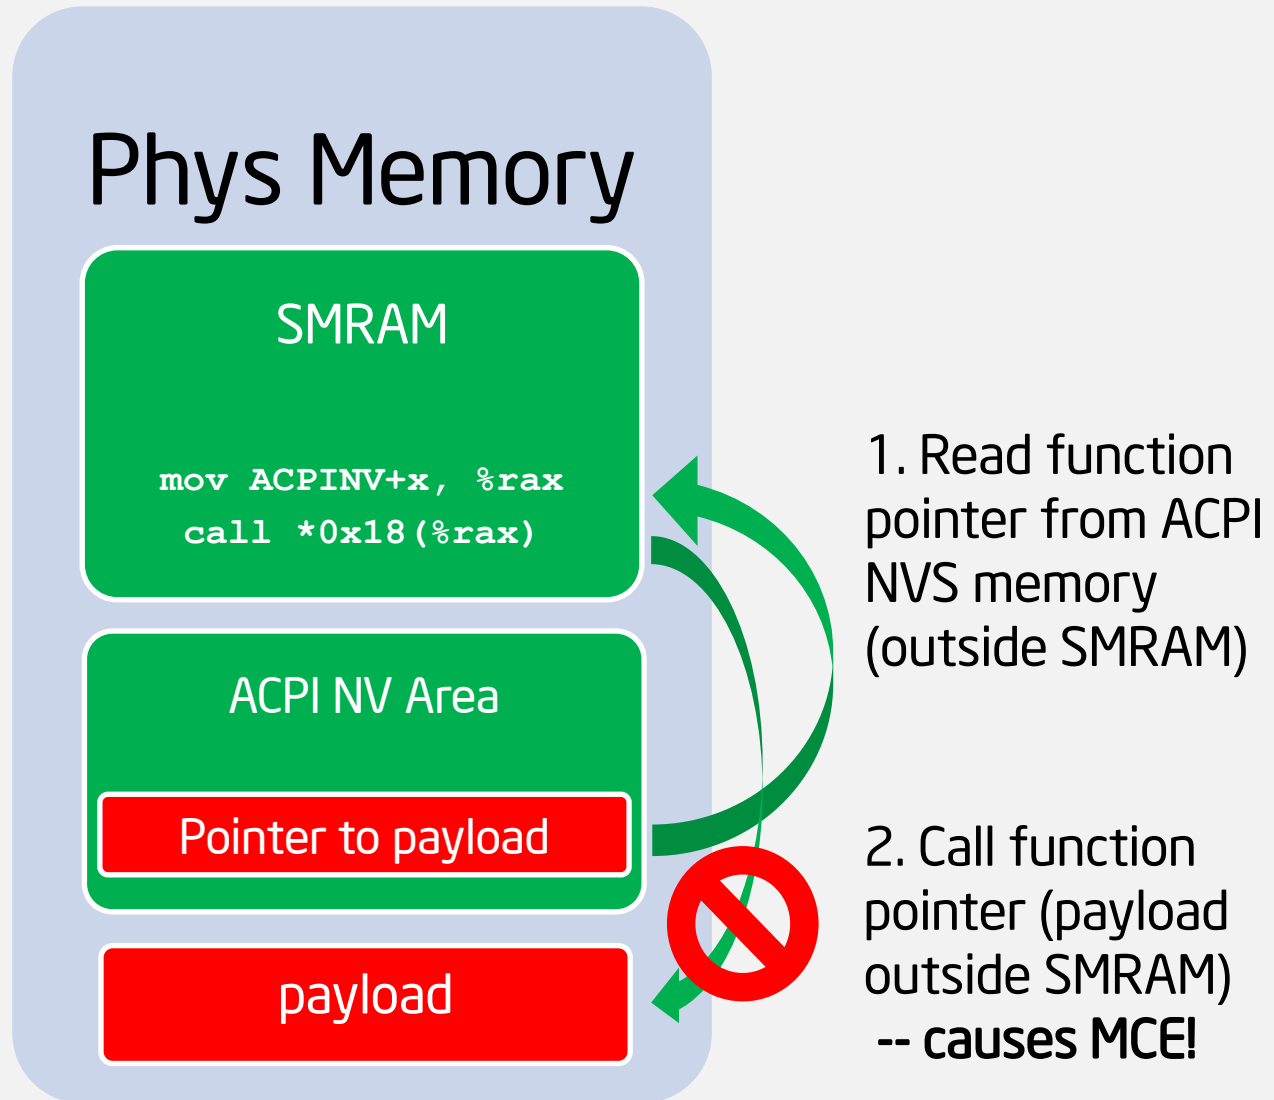 Phys Memory
SMRAM
mov ACPINV+x, %rax
call *0x18(%rax)
ACPI NV Area
Pointer to payload
payload
1. Read function
pointer from ACPI
NVS memory
(outside SMRAM)
2. Call function
pointer (payload
outside SMRAM)
-- causes MCE!